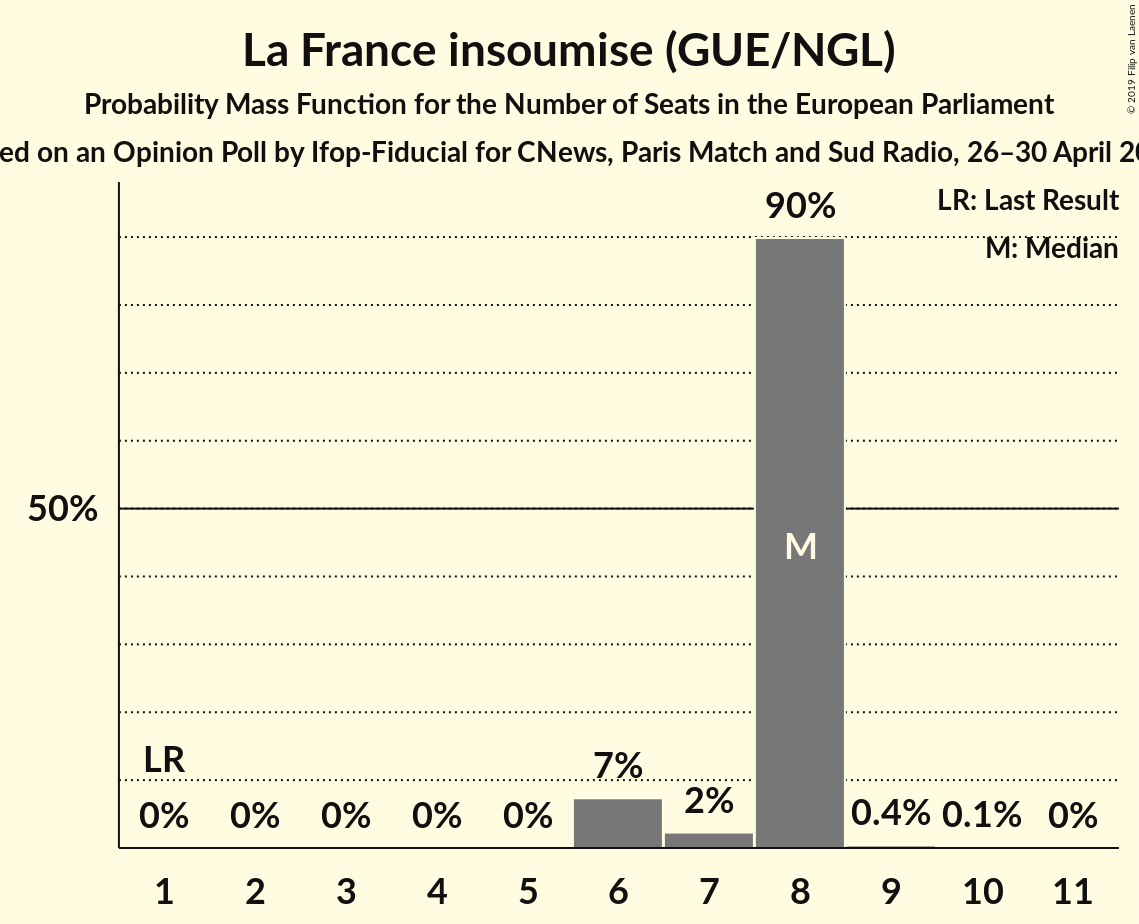 La France insoumise (GUE/NGL)
Probability Mass Function for the Number of Seats in the European Parliament
on an Opinion Poll by Ifop-Fiducial for CNews, Paris Match and Sud Radio, 26–30 April
© 2019 Filip van Laenen
LR: Last Result
M: Median
90%
50%
M
LR
0% 0% 0% 0% 0% 7% 2% 0.4% 0.1% 0%
1 2 3 4 5 6 7 8 9 10 11